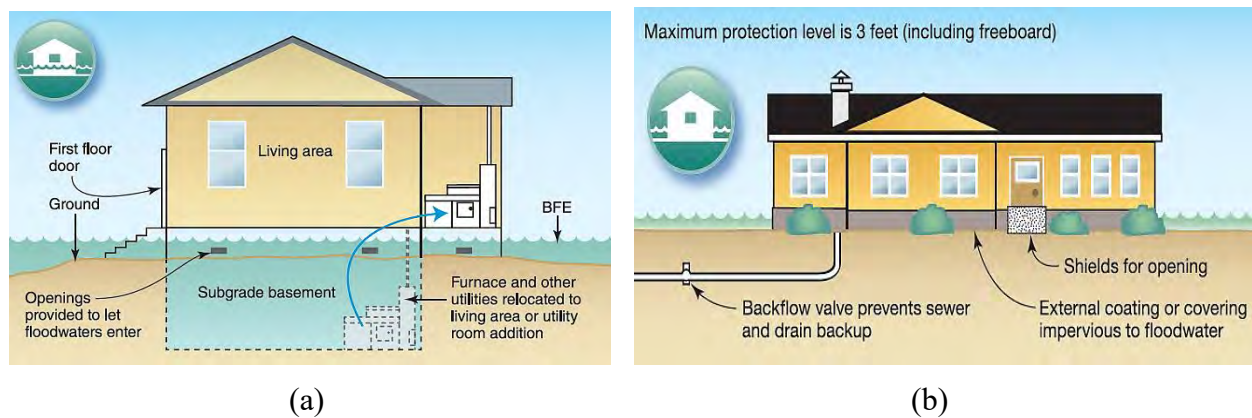 First floor
door
Ground
Living area
BFE
Openings
provided to let
floodwaters enter
Subgrade basement
Furnace and other
utilities relocated to
living area or utility
room addition
(a)
Maximum protection level is 3 feet (including freeboard)
Shields for opening
Backflow valve prevents sewer
and drain backup
External coating or covering
impervious to floodwater
(b)